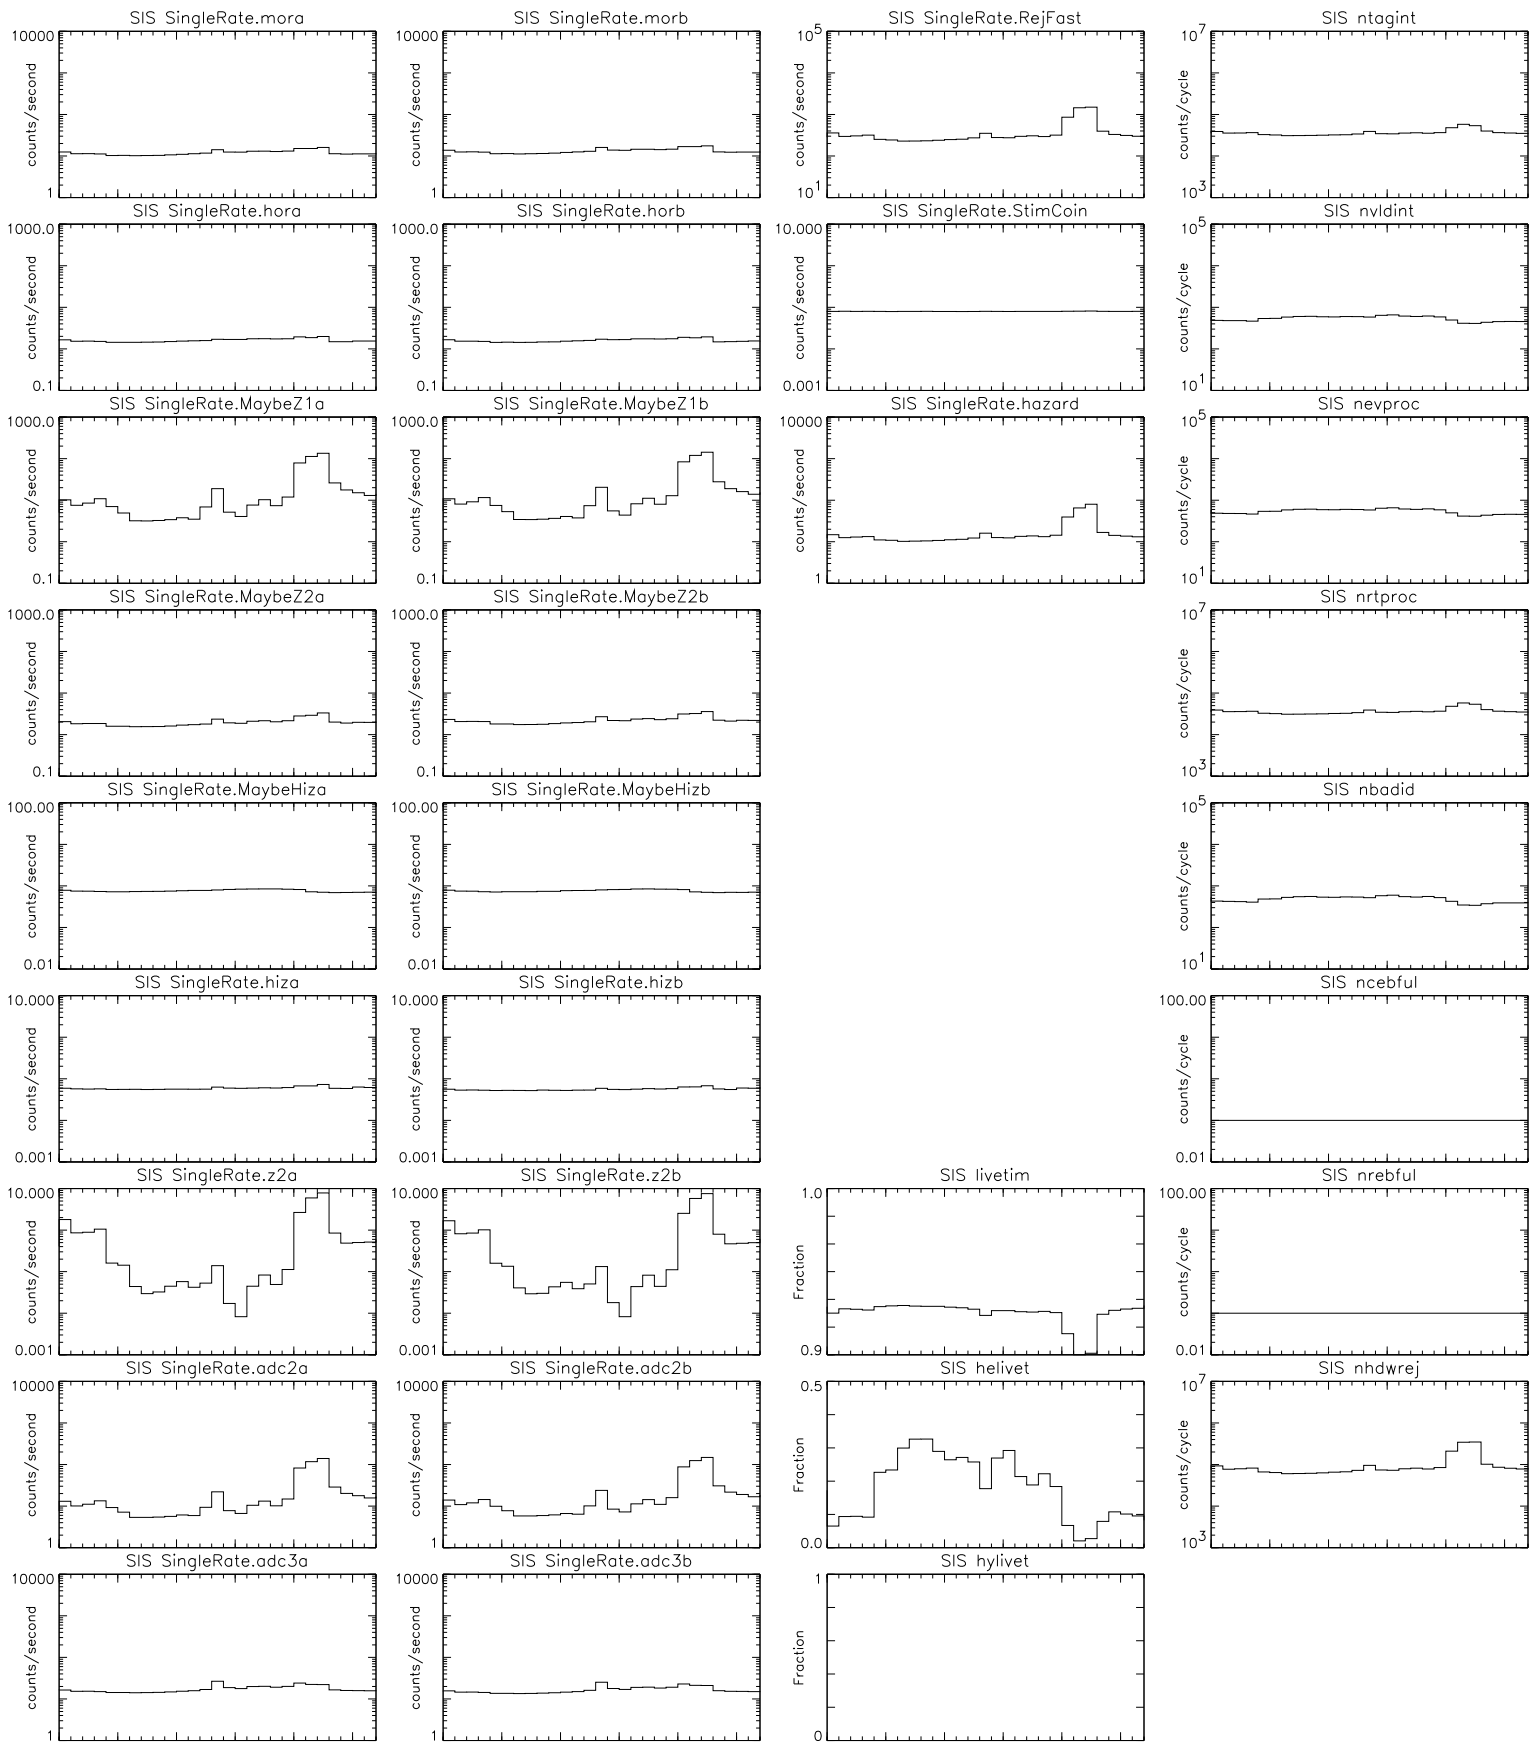 SIS SingleRate.mora
10000
counts/second
1
SIS SingleRate.morb
10000
counts/second
1
SIS SingleRate.RejFast
10^5
counts/second
10^1
SIS ntagint
10^7
counts/cycle
10^3
SIS SingleRate.hora
1000.0
counts/second
0.1
SIS SingleRate.horb
1000.0
counts/second
0.1
SIS SingleRate.StimCoin
10.000
counts/second
0.001
SIS nvldint
10^5
counts/cycle
10^1
SIS SingleRate.MaybeZ1a
1000.0
counts/second
0.1
SIS SingleRate.MaybeZ1b
1000.0
counts/second
0.1
SIS SingleRate.hazard
10000
counts/second
1
SIS nevproc
10^5
counts/cycle
10^1
SIS SingleRate.MaybeZ2a
1000.0
counts/second
0.1
SIS SingleRate.MaybeZ2b
1000.0
counts/second
0.1
SIS nrtproc
10^7
counts/cycle
10^3
SIS SingleRate.MaybeHiza
100.00
counts/second
0.01
SIS SingleRate.MaybeHizb
100.00
counts/second
0.01
SIS nbadid
10^5
counts/cycle
10^1
SIS SingleRate.hiza
10.000
counts/second
0.001
SIS SingleRate.hizb
10.000
counts/second
0.001
SIS ncebful
100.00
counts/cycle
0.01
SIS SingleRate.z2a
10.000
counts/second
0.001
SIS SingleRate.z2b
10.000
counts/second
0.001
SIS livetim
1.0
Fraction
0.9
SIS nrebful
100.00
counts/cycle
0.01
SIS SingleRate.adc2a
10000
counts/second
1
SIS SingleRate.adc2b
10000
counts/second
1
SIS helivet
0.5
Fraction
0.0
SIS nhdwrej
10^7
counts/cycle
10^3
SIS SingleRate.adc3a
10000
counts/second
1
SIS SingleRate.adc3b
10000
counts/second
1
SIS hylivet
1
Fraction
0